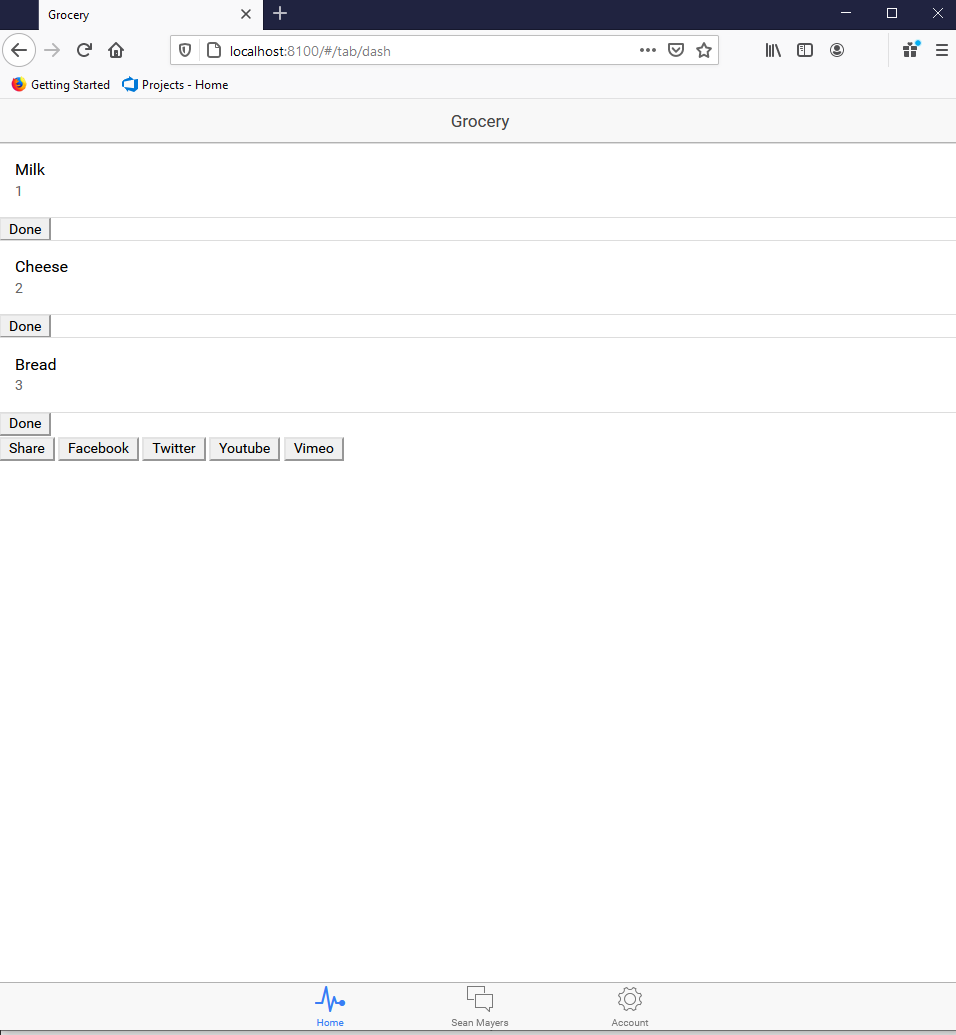 Grocery
localhost:8100/#/tab/dash
Getting Started Projects - Home
Grocery
Milk
1
Done
Cheese
2
Done
Bread
3
Done
Share Facebook Twitter Youtube Vimeo
Home Sean Mayers Account